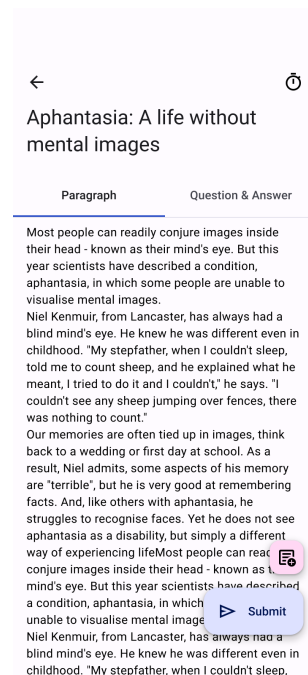 Aphantasia: A life without
mental images
Paragraph
Question & Answer
Most people can readily conjure images inside
their head - known as their mind's eye. But this
year scientists have described a condition,
aphantasia, in which some people are unable to
visualise mental images.
Niel Kenmuir, from Lancaster, has always had a
blind mind's eye. He knew he was different even in
childhood. "My stepfather, when I couldn't sleep,
told me to count sheep, and he explained what he
meant, I tried to do it and I couldn't," he says. "I
couldn't see any sheep jumping over fences, there
was nothing to count."
Our memories are often tied up in images, think
back to a wedding or first day at school. As a
result, Niel admits, some aspects of his memory
are "terrible", but he is very good at remembering
facts. And, like others with aphantasia, he
struggles to recognise faces. Yet he does not see
aphantasia as a disability, but simply a different
way of experiencing lifeMost people can
conjure images inside their head - known as
mind's eye. But this year scientists have described
a condition, aphantasia, in which
unable to visualise mental
Submit
Niel Kenmuir, from Lancaster, has always had a
blind mind's eye. He knew he was different even in
childhood. "My stepfather, when I couldn't sleep,